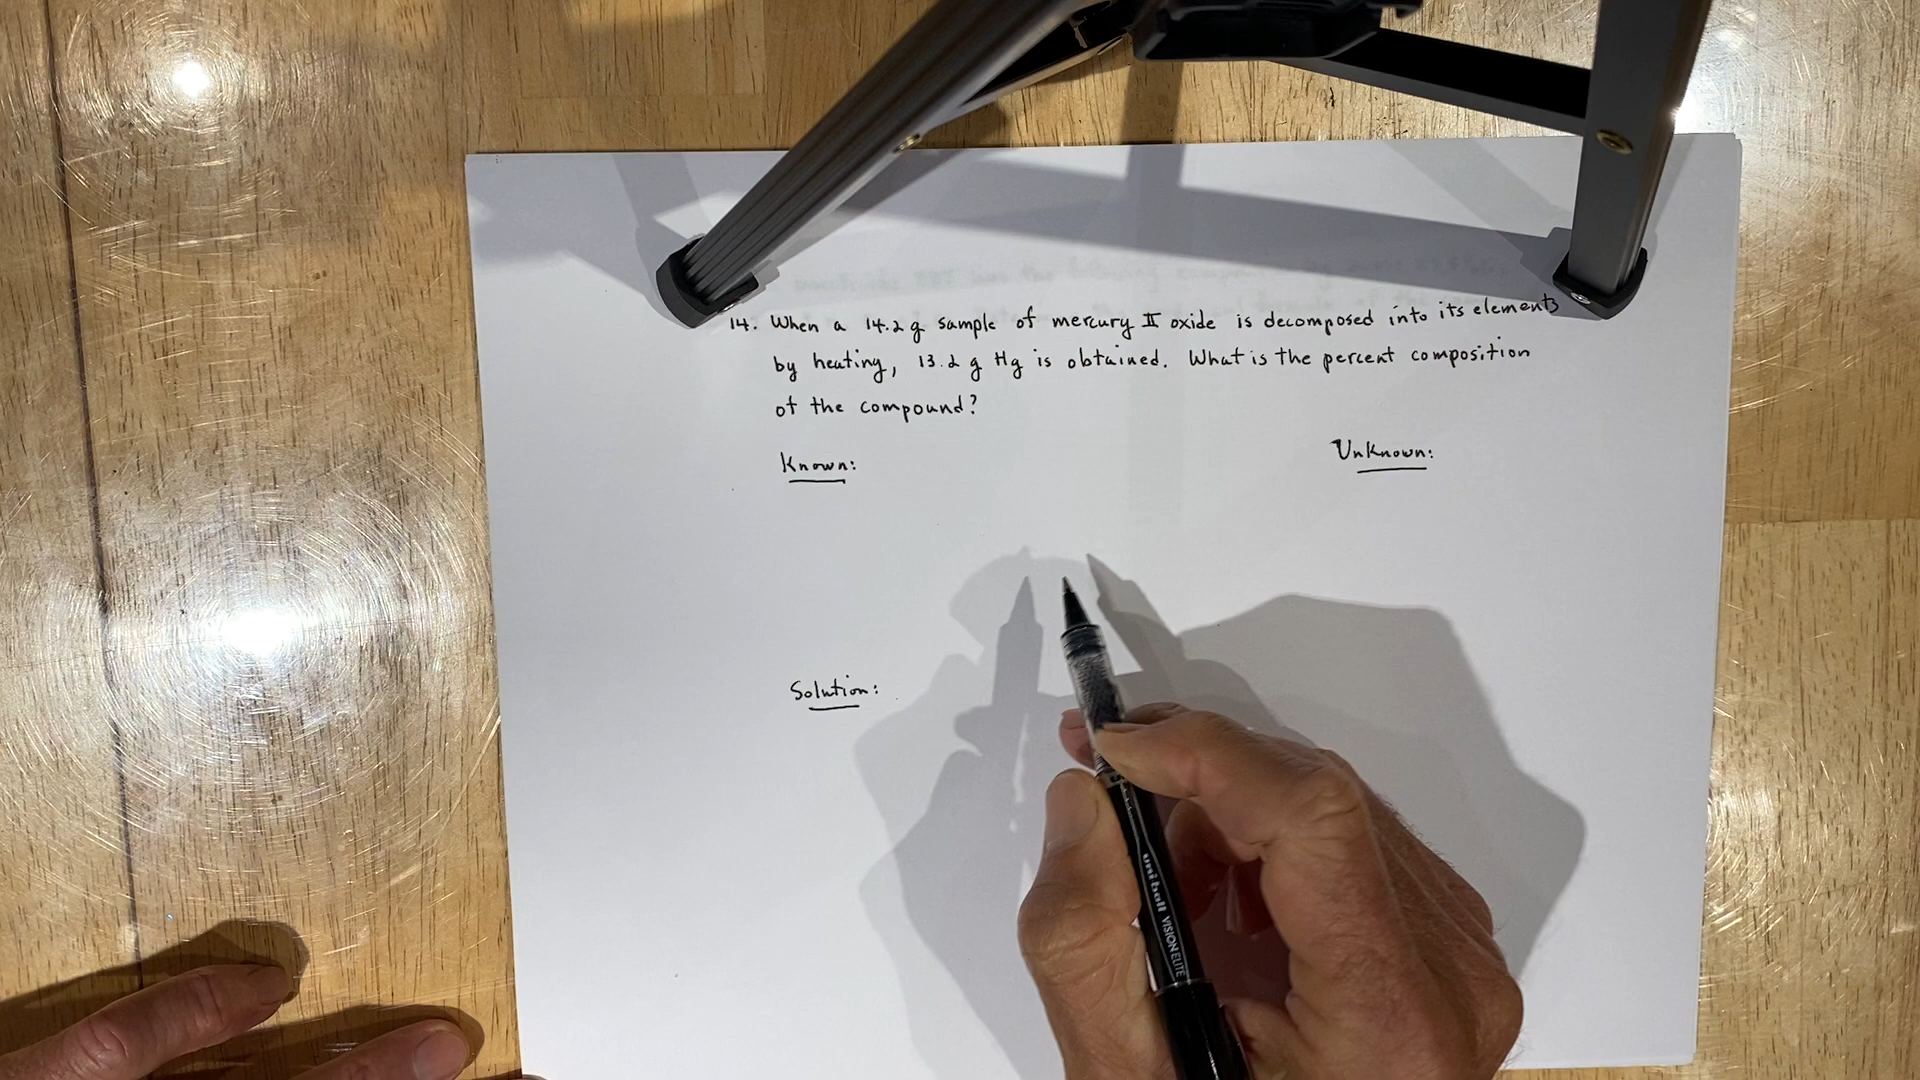 14. When a 14.2 g sample of mercury II oxide is decomposed into its elements
by heating, 13.2 g Hg is obtained. What is the percent composition
of the compound?
Known:
Unknown:
Solution:
uni-ball VISION ELITE